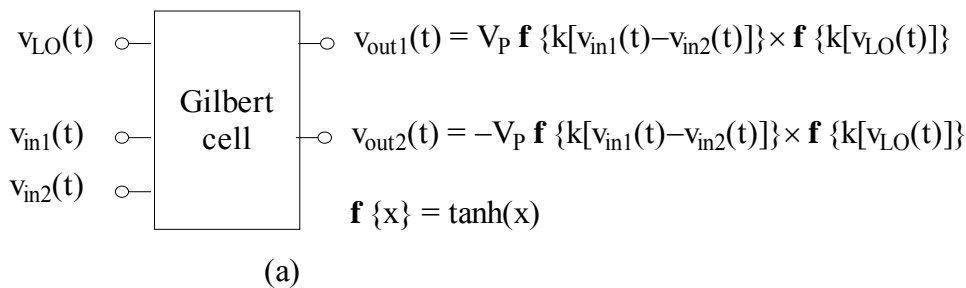 v_LO(t) v_out1(t) = V_P f {k[v_in1(t)−v_in2(t)]}× f {k[v_LO(t)]}
Gilbert
cell
v_in1(t) v_out2(t) = −V_P f {k[v_in1(t)−v_in2(t)]}× f {k[v_LO(t)]}
v_in2(t)
f {x} = tanh(x)
(a)